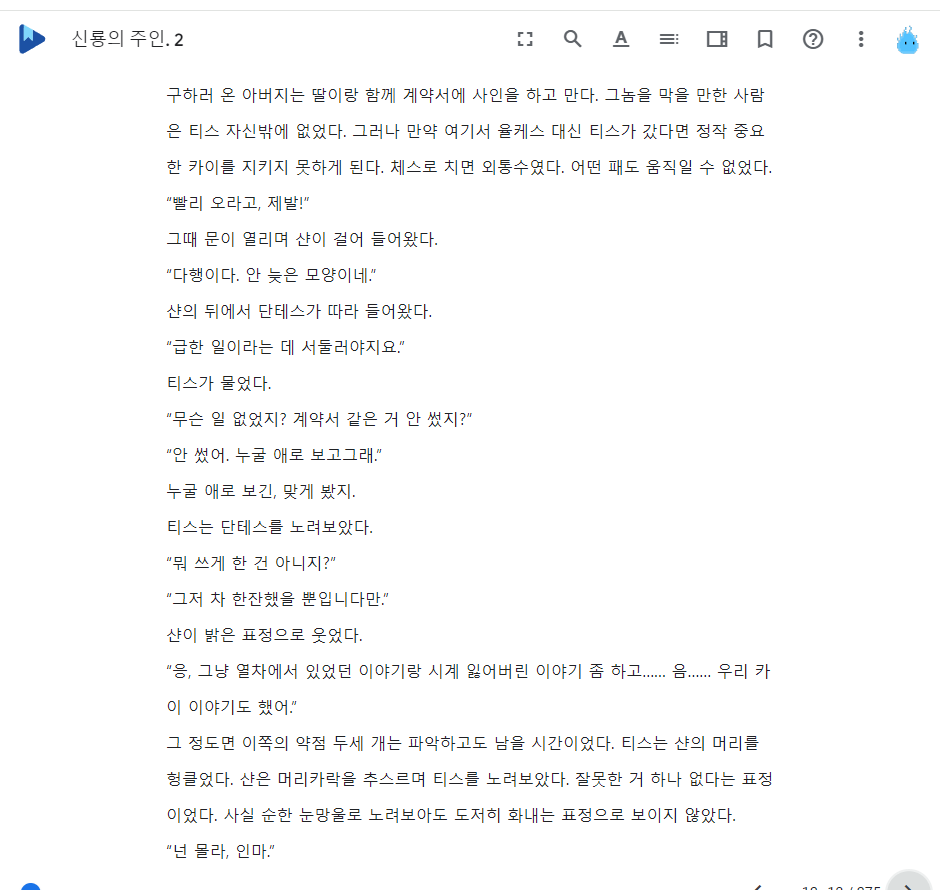 신룡의 주인. 2
구하러 온 아버지는 딸이랑 함께 계약서에 사인을 하고 만다. 그놈을 막을 만한 사람
은 티스 자신밖에 없었다. 그러나 만약 여기서 율케스 대신 티스가 갔다면 정작 중요
한 카이를 지키지 못하게 된다. 체스로 치면 외통수였다. 어떤 패도 움직일 수 없었다.
“빨리 오라고, 제발!”
그때 문이 열리며 샨이 걸어 들어왔다.
“다행이다. 안 늦은 모양이네.”
샨의 뒤에서 단테스가 따라 들어왔다.
“급한 일이라는 데 서둘러야지요.”
티스가 물었다.
“무슨 일 없었지? 계약서 같은 거 안 썼지?”
“안 썼어. 누굴 애로 보고그래.”
누굴 애로 보긴, 맞게 봤지.
티스는 단테스를 노려보았다.
“뭐 쓰게 한 건 아니지?”
“그저 차 한잔했을 뿐입니다만.”
샨이 밝은 표정으로 웃었다.
“응, 그냥 열차에서 있었던 이야기랑 시계 잃어버린 이야기 좀 하고…… 음…… 우리 카
이 이야기도 했어.”
그 정도면 이쪽의 약점 두세 개는 파악하고도 남을 시간이었다. 티스는 샨의 머리를
헝클었다. 샨은 머리카락을 추스르며 티스를 노려보았다. 잘못한 거 하나 없다는 표정
이었다. 사실 순한 눈망울로 노려보아도 도저히 화내는 표정으로 보이지 않았다.
“넌 몰라, 인마.”